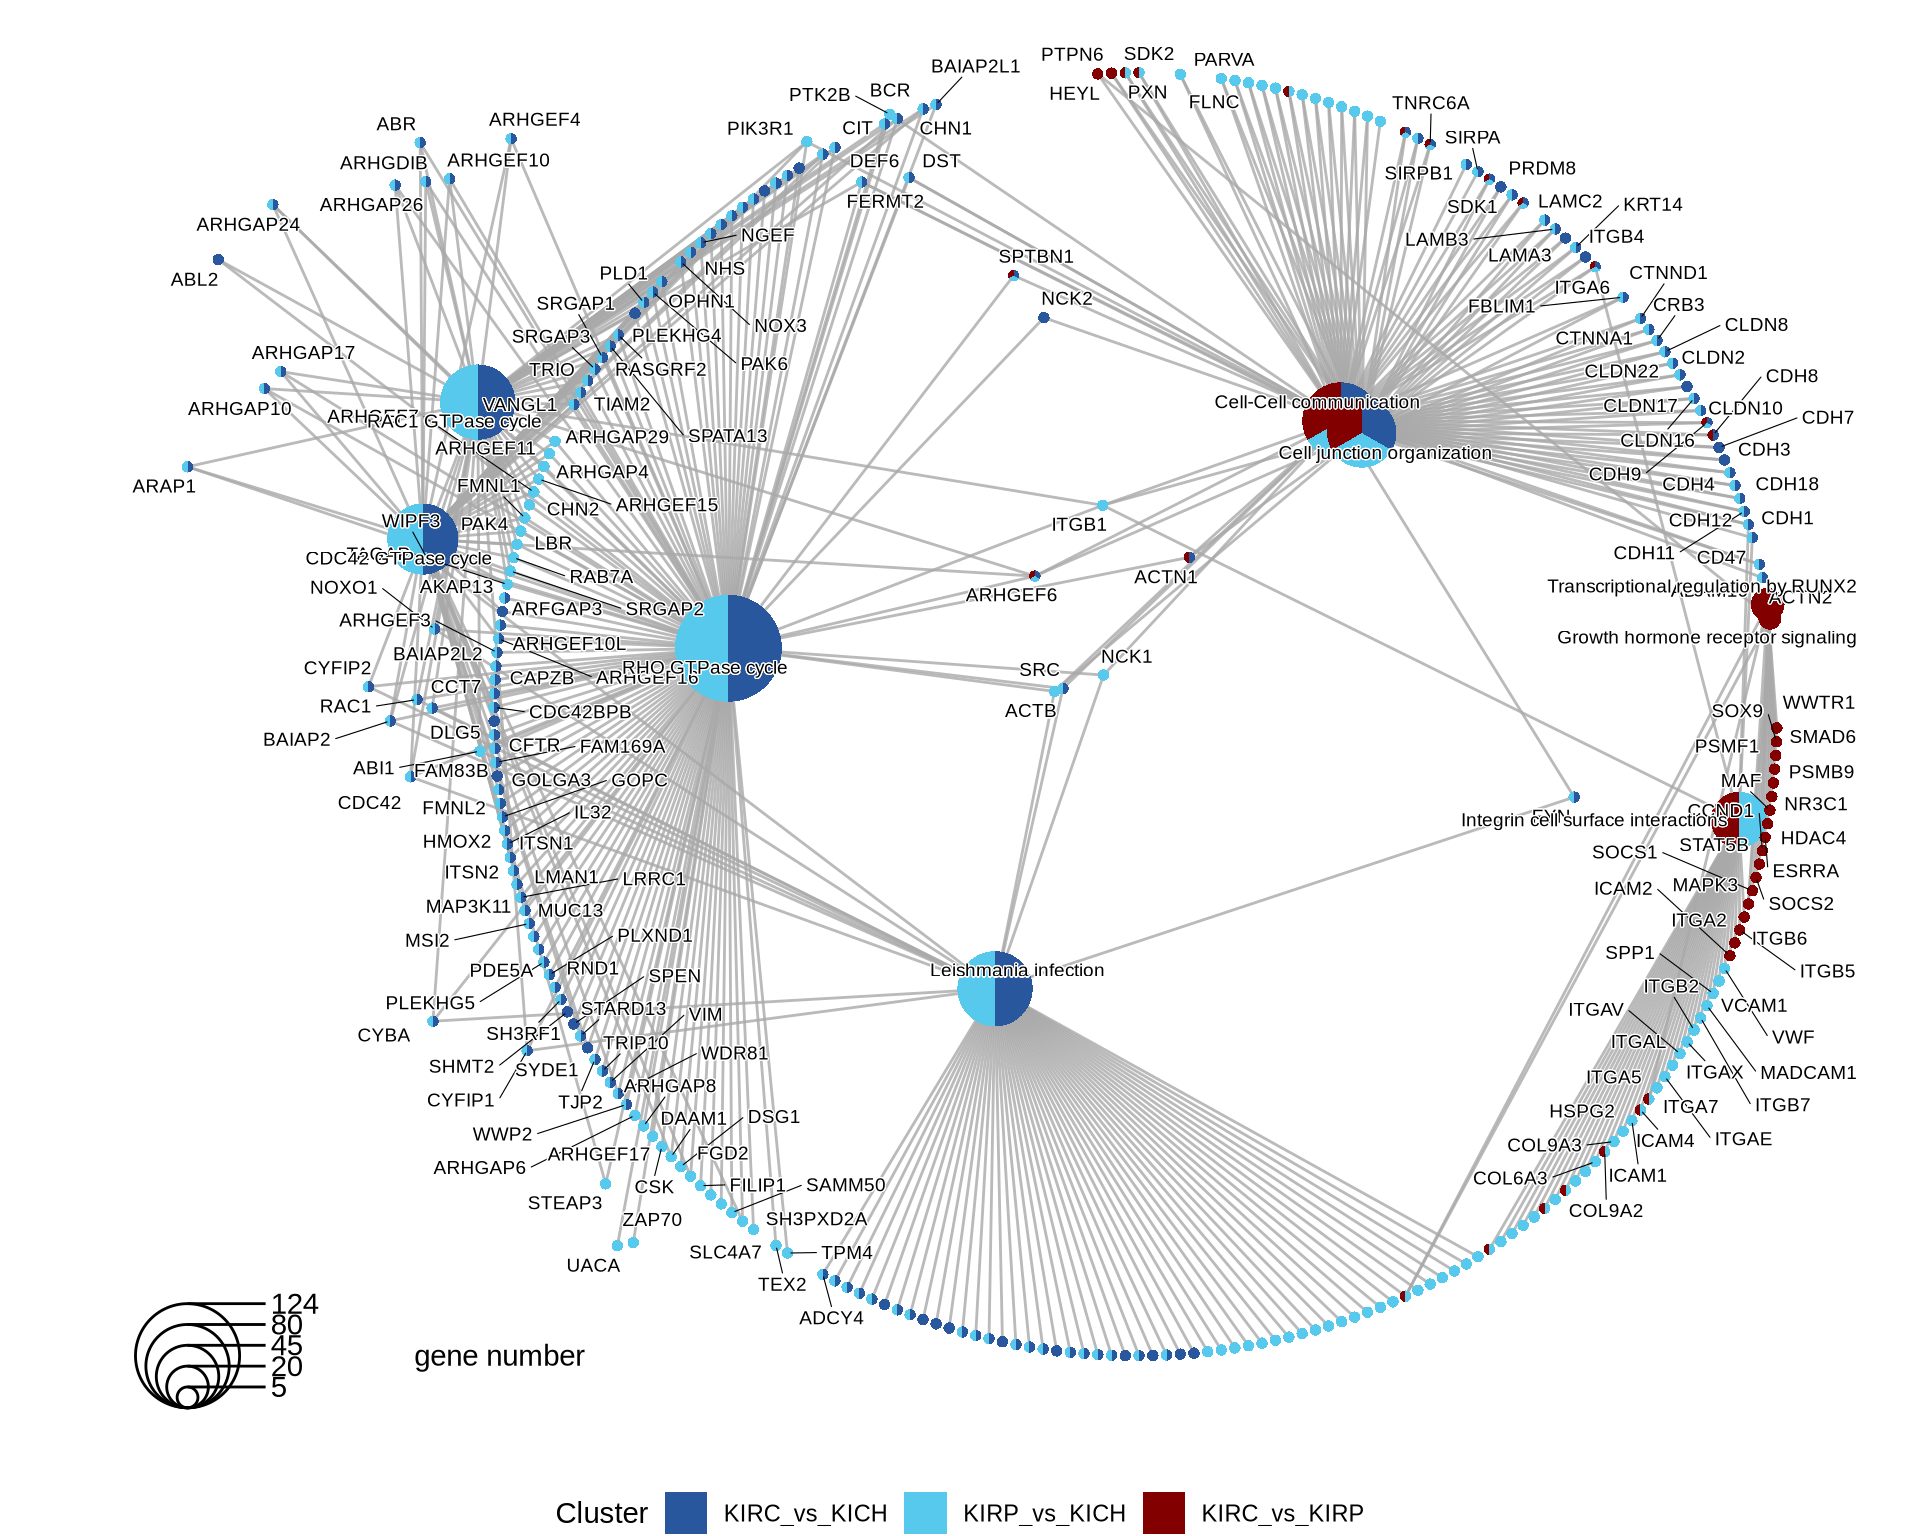 BAIAP2L1
PTPN6
SDK2
PARVA
PTK2B
BCR
HEYL
PXN
FLNC
TNRC6A
ABR
ARHGEF4
PIK3R1
CIT
CHN1
SIRPA
ARHGDIB
ARHGEF10
DEF6
DST
SIRPB1
PRDM8
ARHGAP26
FERMT2
SDK1
LAMC2
KRT14
ARHGAP24
NGEF
LAMB3
ITGB4
ABL2
PLD1
NHS
SPTBN1
LAMA3
CTNND1
SRGAP1
OPHN1
NCK2
ITGA6
FBLIM1
CRB3
SRGAP3
PLEKHG4
NOX3
CTNNA1
CLDN8
ARHGAP17
TRIO
RASGRF2
PAK6
CLDN22
CLDN2
CDH8
ARHGAP10
ARHGEF7
VANGL1
TIAM2
Cell-Cell communication
CLDN17
CLDN10
CDH7
RAC1 GTPase cycle
ARHGAP29
SPATA13
CLDN16
ARHGEF11
Cell junction organization
CDH3
ARAP1
FMNL1
ARHGAP4
CDH9
CDH4
CDH18
WIPF3
PAK4
CHN2
ARHGEF15
ITGB1
CDH12
CDH1
CDC42 GTPase cycle
LBR
CDH11
CD47
NOXO1
AKAP13
RAB7A
ACTN1
Transcriptional regulation by RUNX2
ARHGEF3
ARFGAP3
SRGAP2
ARHGEF6
ACTN2
BAIAP2L2
ARHGEF10L
Growth hormone receptor signaling
CYFIP2
CCT7
CAPZB
ARHGEF16
RHO GTPase cycle
SRC
NCK1
RAC1
CDC42BPB
ACTB
SOX9
WWTR1
BAIAP2
DLG5
CFTR
FAM169A
PSMF1
SMAD6
ABI1
FAM83B
GOLGA3
GOPC
MAF
PSMB9
CDC42
FMNL2
IL32
FYN
CCND1
NR3C1
Integrin cell surface interactions
HMOX2
ITSN1
STAT5B
HDAC4
ITSN2
LMAN1
LRRC1
SOCS1
ESRRA
MAP3K11
MUC13
ICAM2
MAPK3
SOCS2
MSI2
PLXND1
ITGA2
ITGB6
PDE5A
RND1
SPEN
Leishmania infection
SPP1
ITGB5
PLEKHG5
STARD13
VIM
ITGB2
VCAM1
CYBA
SH3RF1
TRIP10
ITGAV
VWF
SHMT2
SYDE1
WDR81
ITGAL
ITGAX
MADCAM1
CYFIP1
TJP2
ARHGAP8
ITGA5
ITGA7
ITGB7
WWP2
DAAM1
DSG1
HSPG2
ICAM4
ITGAE
ARHGAP6
ARHGEF17
FGD2
COL9A3
STEAP3
CSK
FILIP1
SAMM50
COL6A3
ICAM1
ZAP70
SH3PXD2A
COL9A2
UACA
SLC4A7
TPM4
TEX2
ADCY4
124
80
45
20
5
gene number
Cluster
KIRC_vs_KICH
KIRP_vs_KICH
KIRC_vs_KIRP